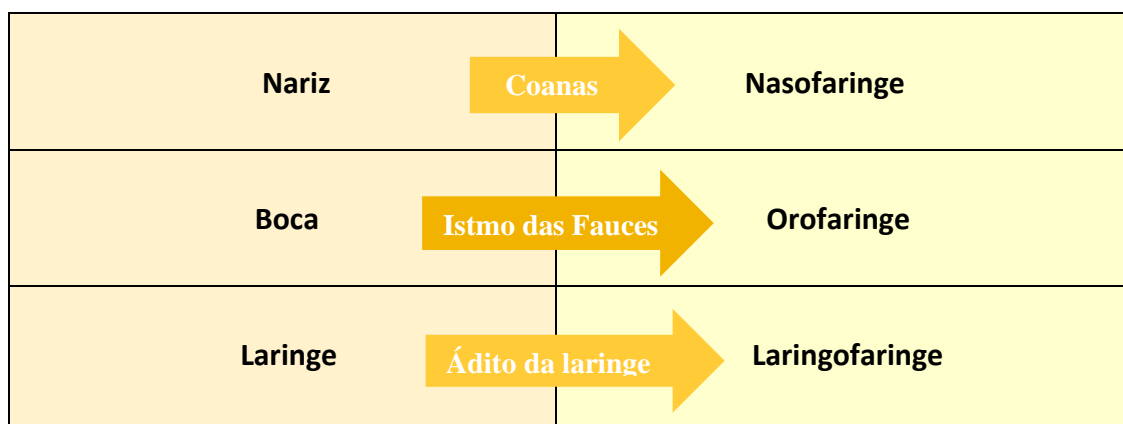 Nariz
Coanas
Nasofaringe
Boca
Istmo das Fauces
Orofaringe
Laringe
Ádito da laringe
Laringofaringe